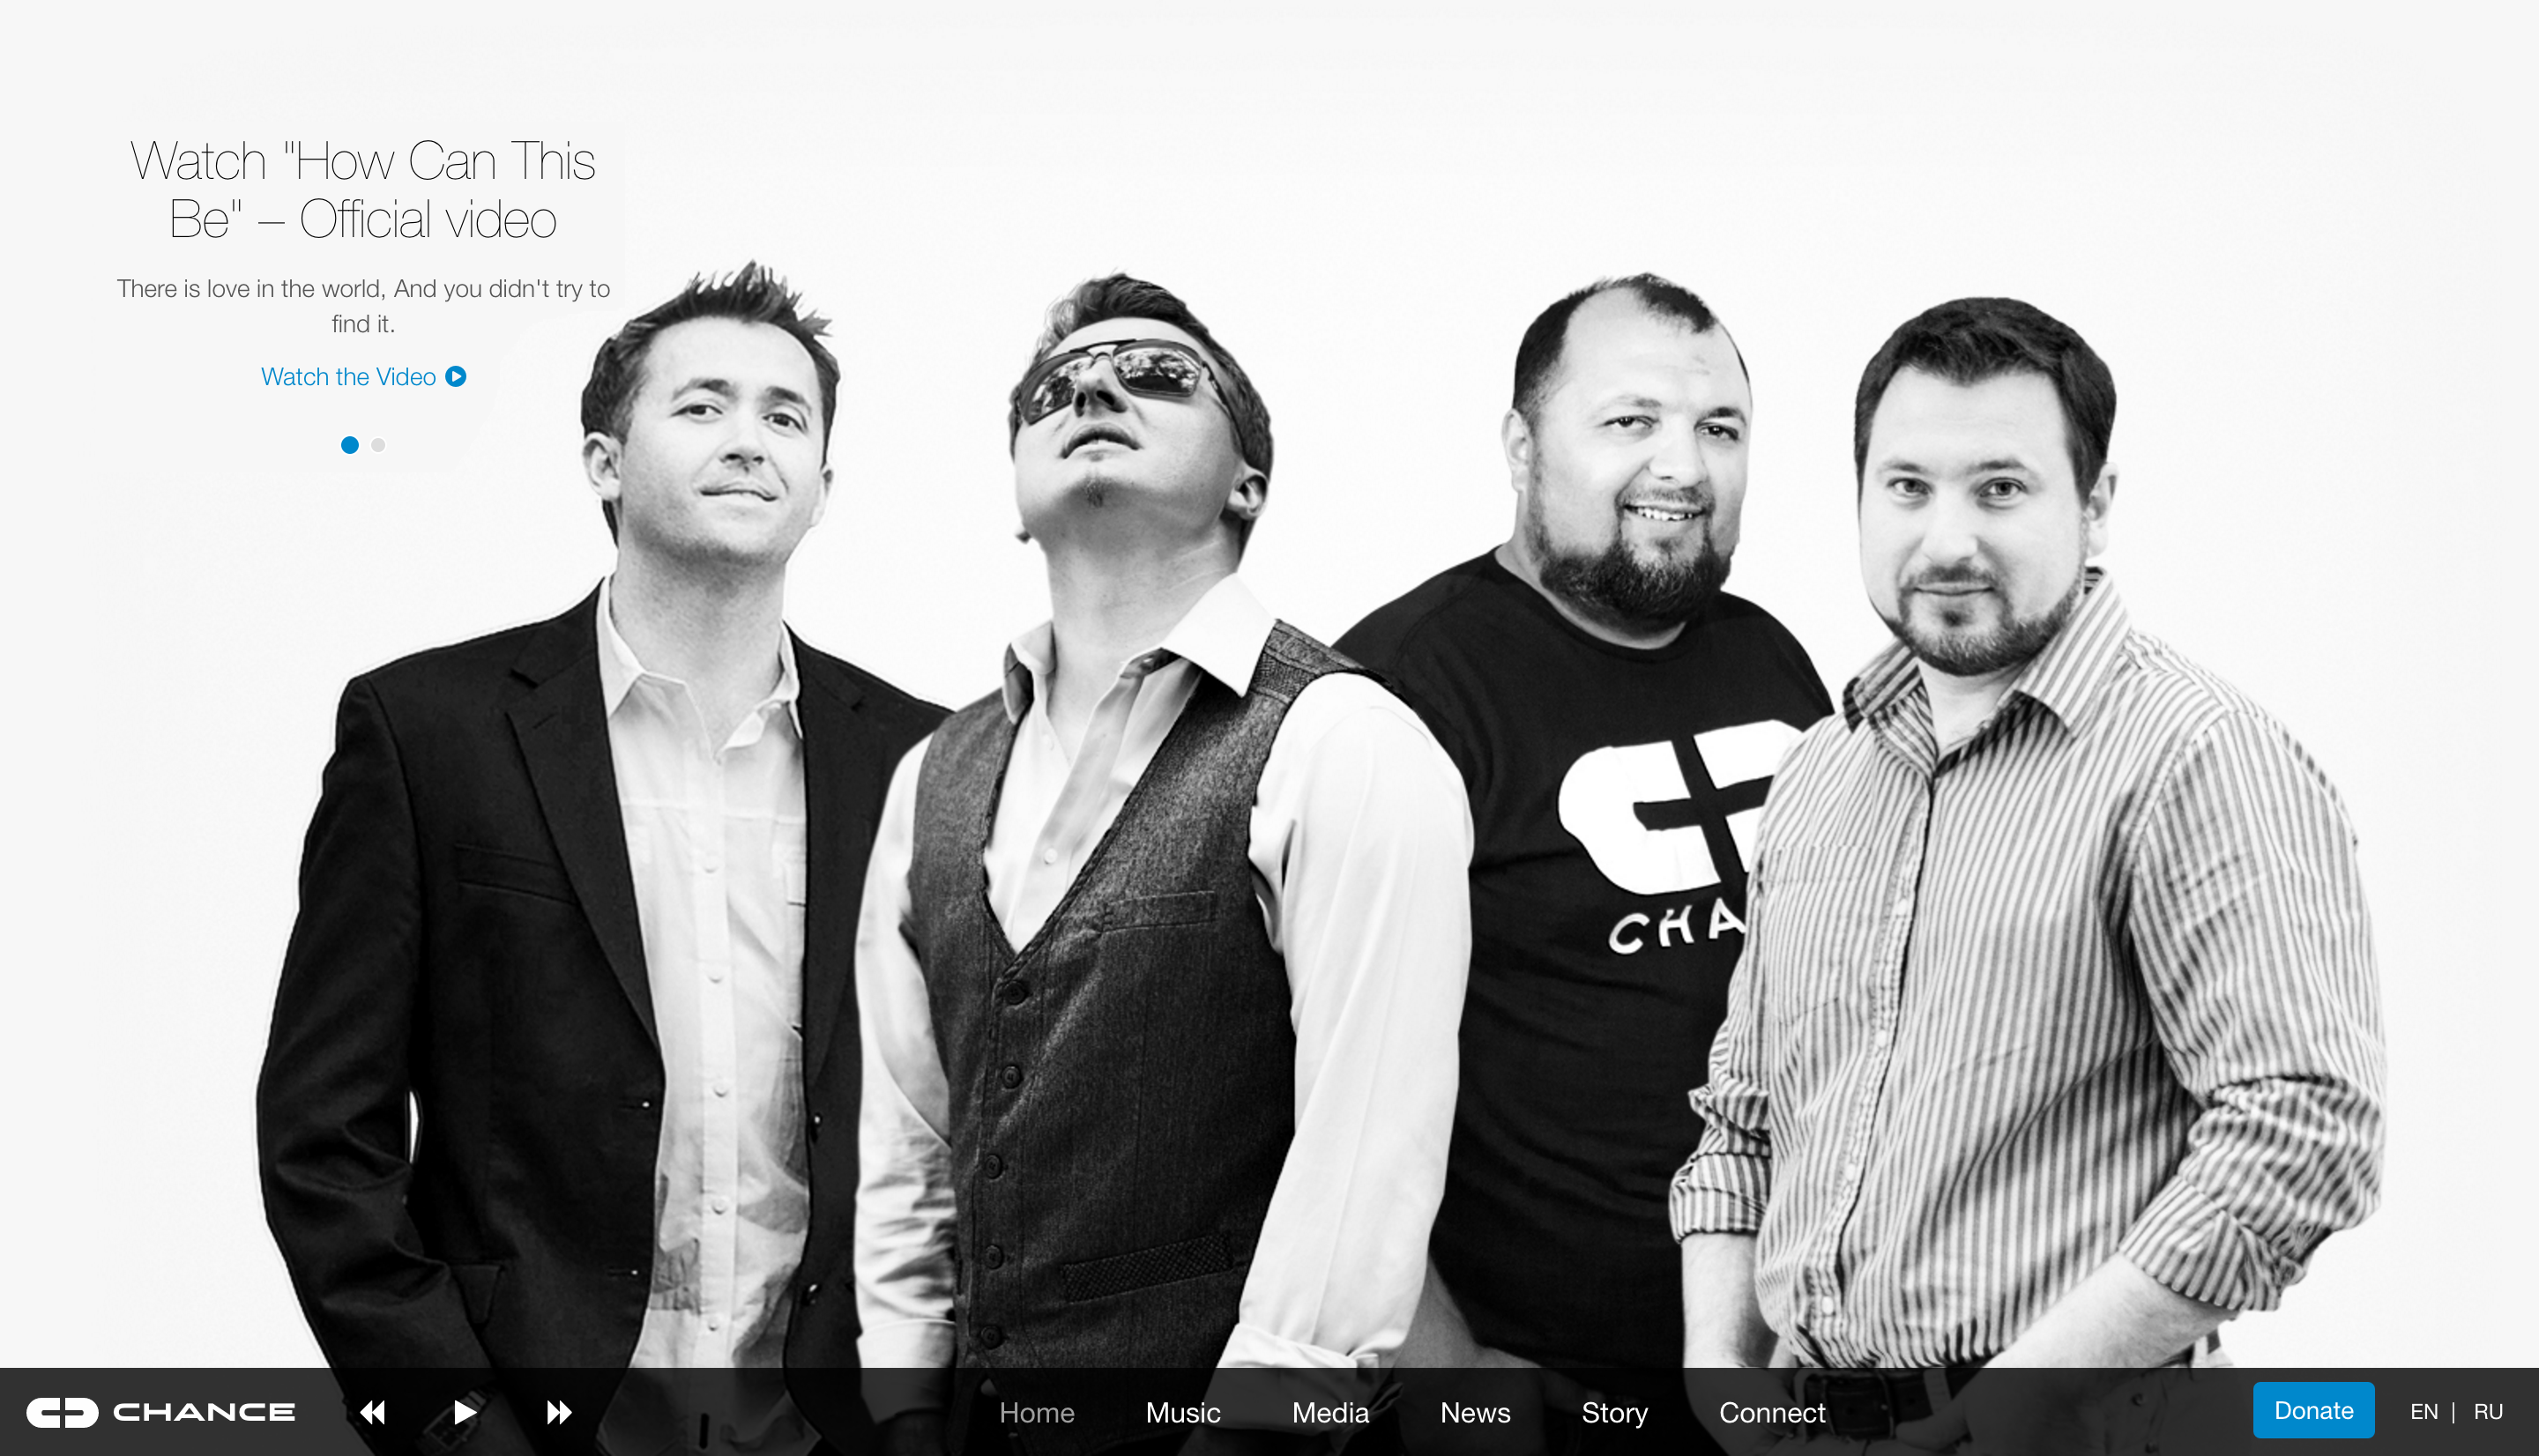 Watch "How Can This
Be" – Official video
There is love in the world, And you didn't try to
find it.
Watch the Video
CHA
CHANCE
Home Music Media News Story Connect
Donate
EN | RU